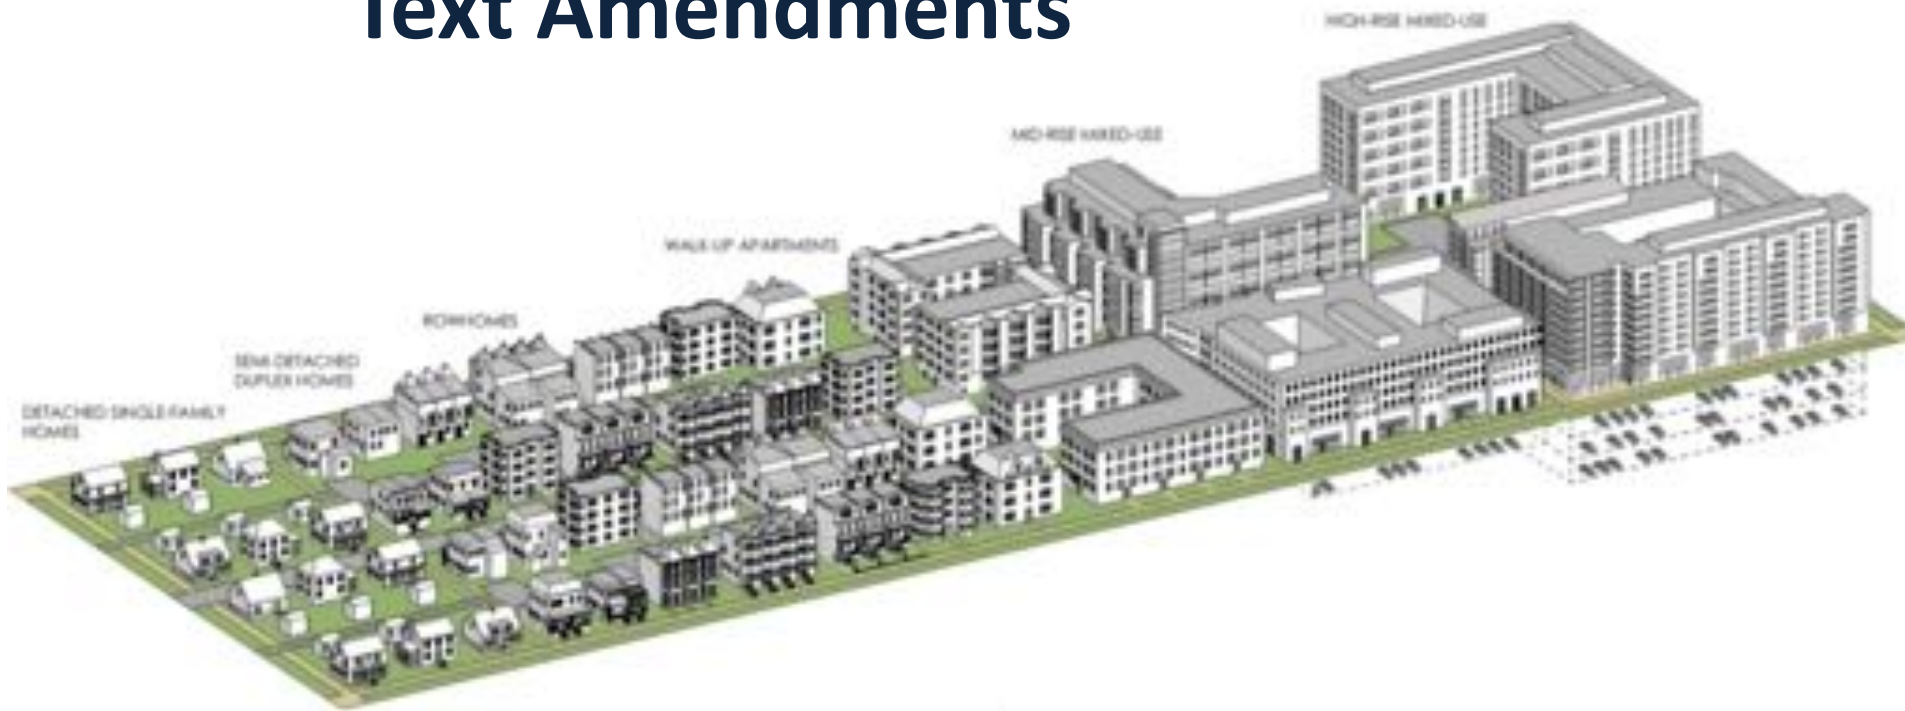 Text Amendments
HIGH-RISE MIXED-USE
MID-RISE MIXED-USE
WALK-UP APARTMENTS
ROWHOMES
SEMI-DETACHED
DUPLEX HOMES
DETACHED SINGLE-FAMILY
HOMES